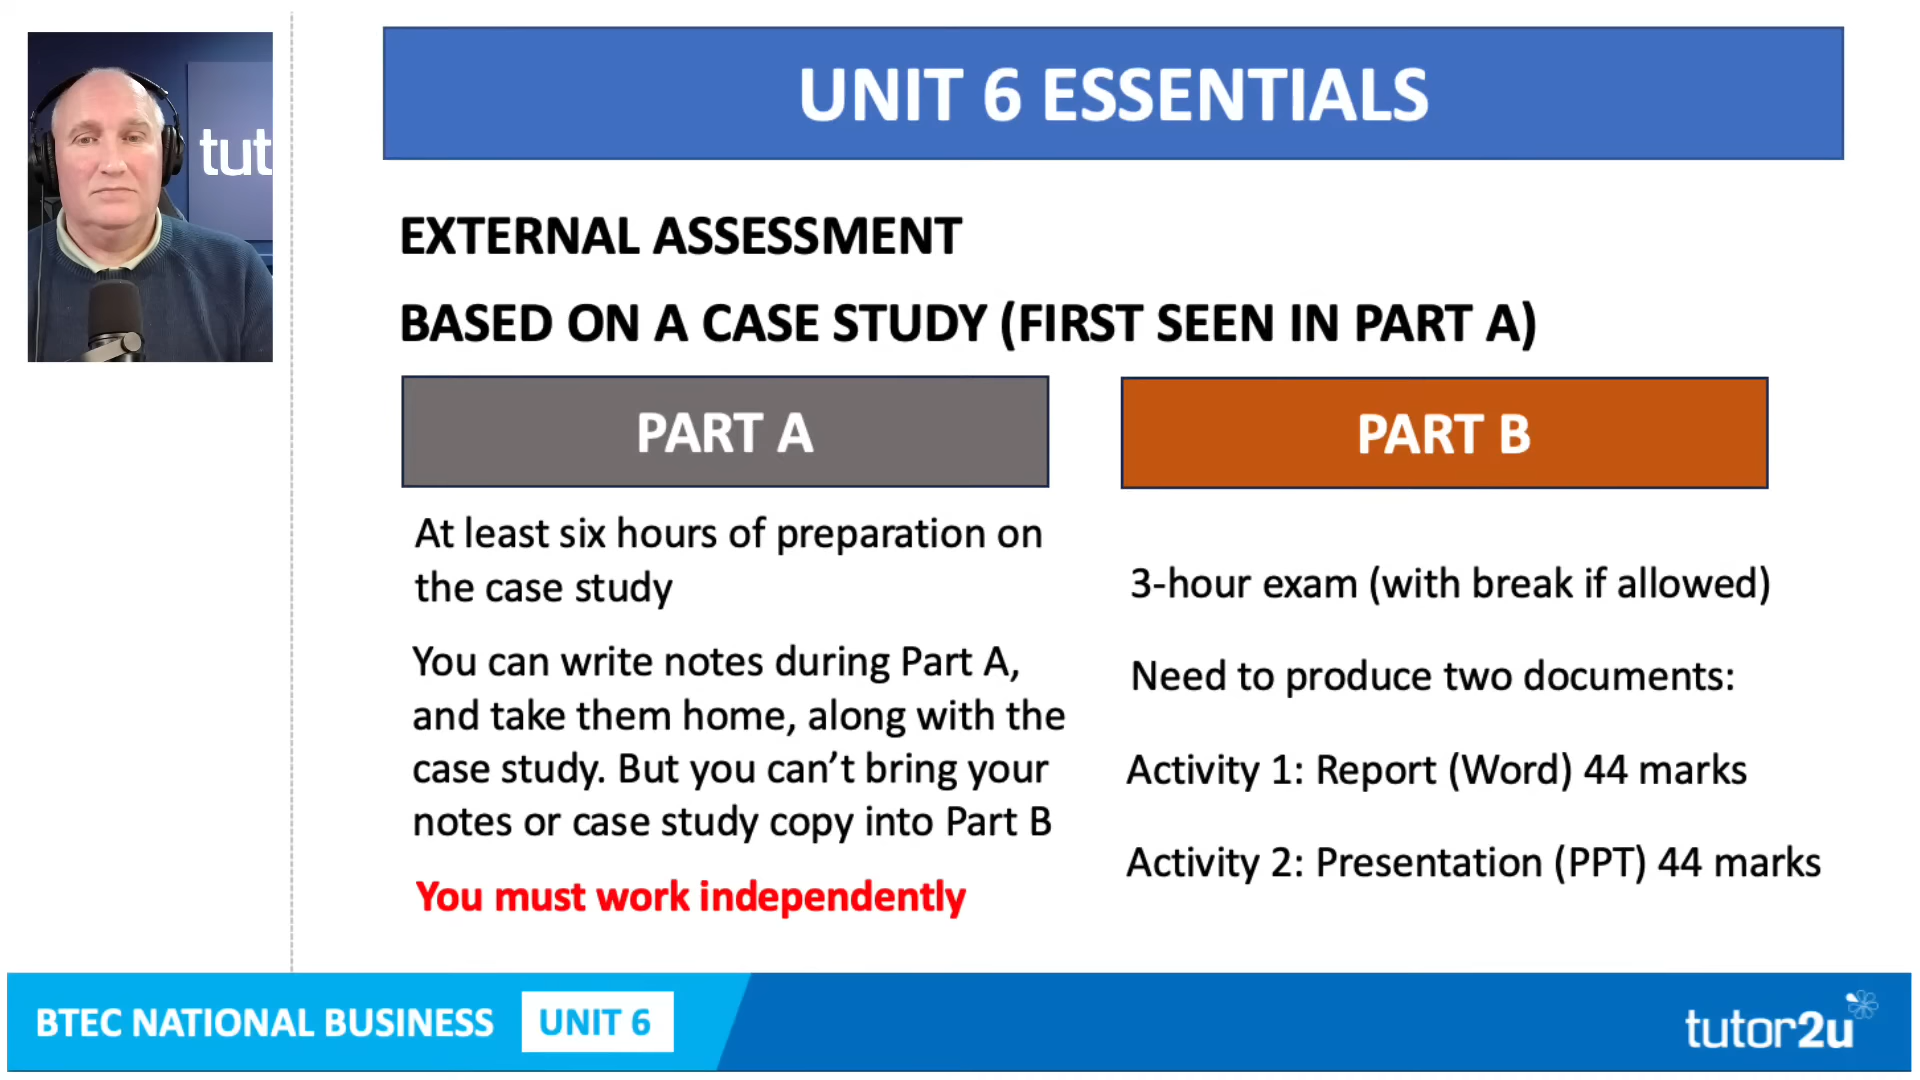 tut
UNIT 6 ESSENTIALS
EXTERNAL ASSESSMENT
BASED ON A CASE STUDY (FIRST SEEN IN PART A)
PART A
At least six hours of preparation on
the case study
You can write notes during Part A,
and take them home, along with the
case study. But you can’t bring your
notes or case study copy into Part B
You must work independently
PART B
3-hour exam (with break if allowed)
Need to produce two documents:
Activity 1: Report (Word) 44 marks
Activity 2: Presentation (PPT) 44 marks
BTEC NATIONAL BUSINESS UNIT 6
tutor2u